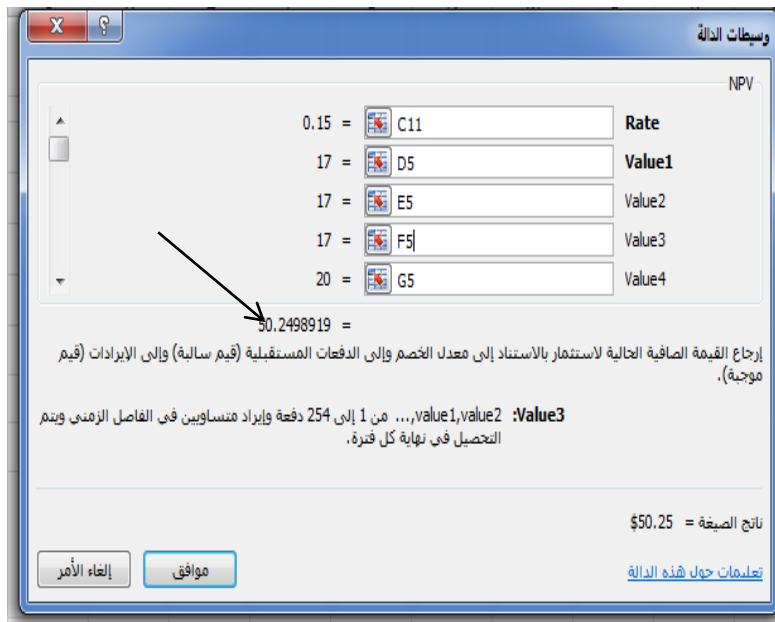 وسيطات الدالة
NPV
Rate C11 = 0.15
Value1 D5 = 17
Value2 E5 = 17
Value3 F5 = 17
Value4 G5 = 20
= 50.2498919
إرجاع القيمة الصافية الحالية لاستثمار بالاستناد إلى معدل الخصم وإلى الدفعات المستقبلية (قيم سالبة) وإلى الإيرادات (قيم
موجبة).
Value3: value1,value2,... من 1 إلى 254 دفعة وإيراد متساويين في الفاصل الزمني ويتم
التحصيل في نهاية كل فترة.
ناتج الصيغة = $50.25
تعليمات حول هذه الدالة
موافق
إلغاء الأمر